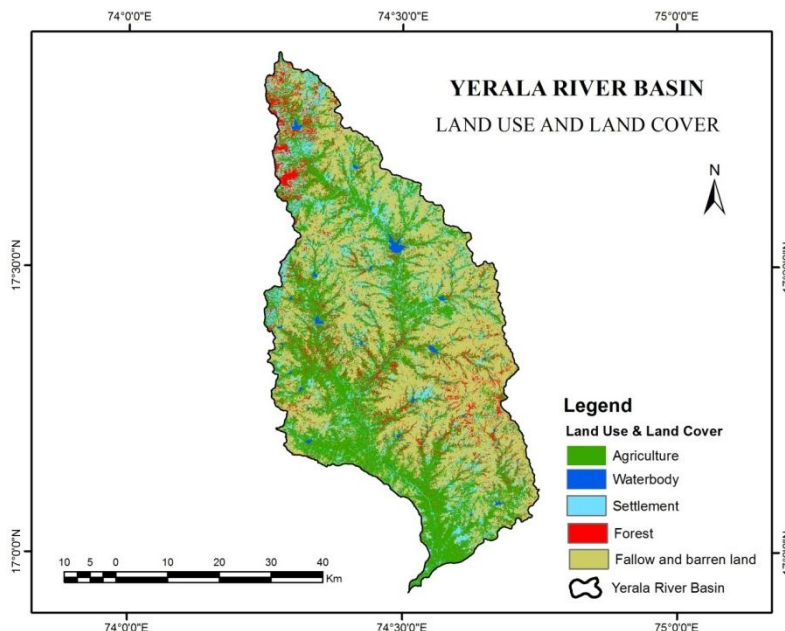 74°0'0"E 74°30'0"E 75°0'0"E
YERALA RIVER BASIN
LAND USE AND LAND COVER
N
17°30'0"N
Legend
Land Use & Land Cover
Agriculture
Waterbody
Settlement
Forest
Fallow and barren land
Yerala River Basin
17°0'0"N
10 5 0 10 20 30 40
Km
74°0'0"E 74°30'0"E 75°0'0"E